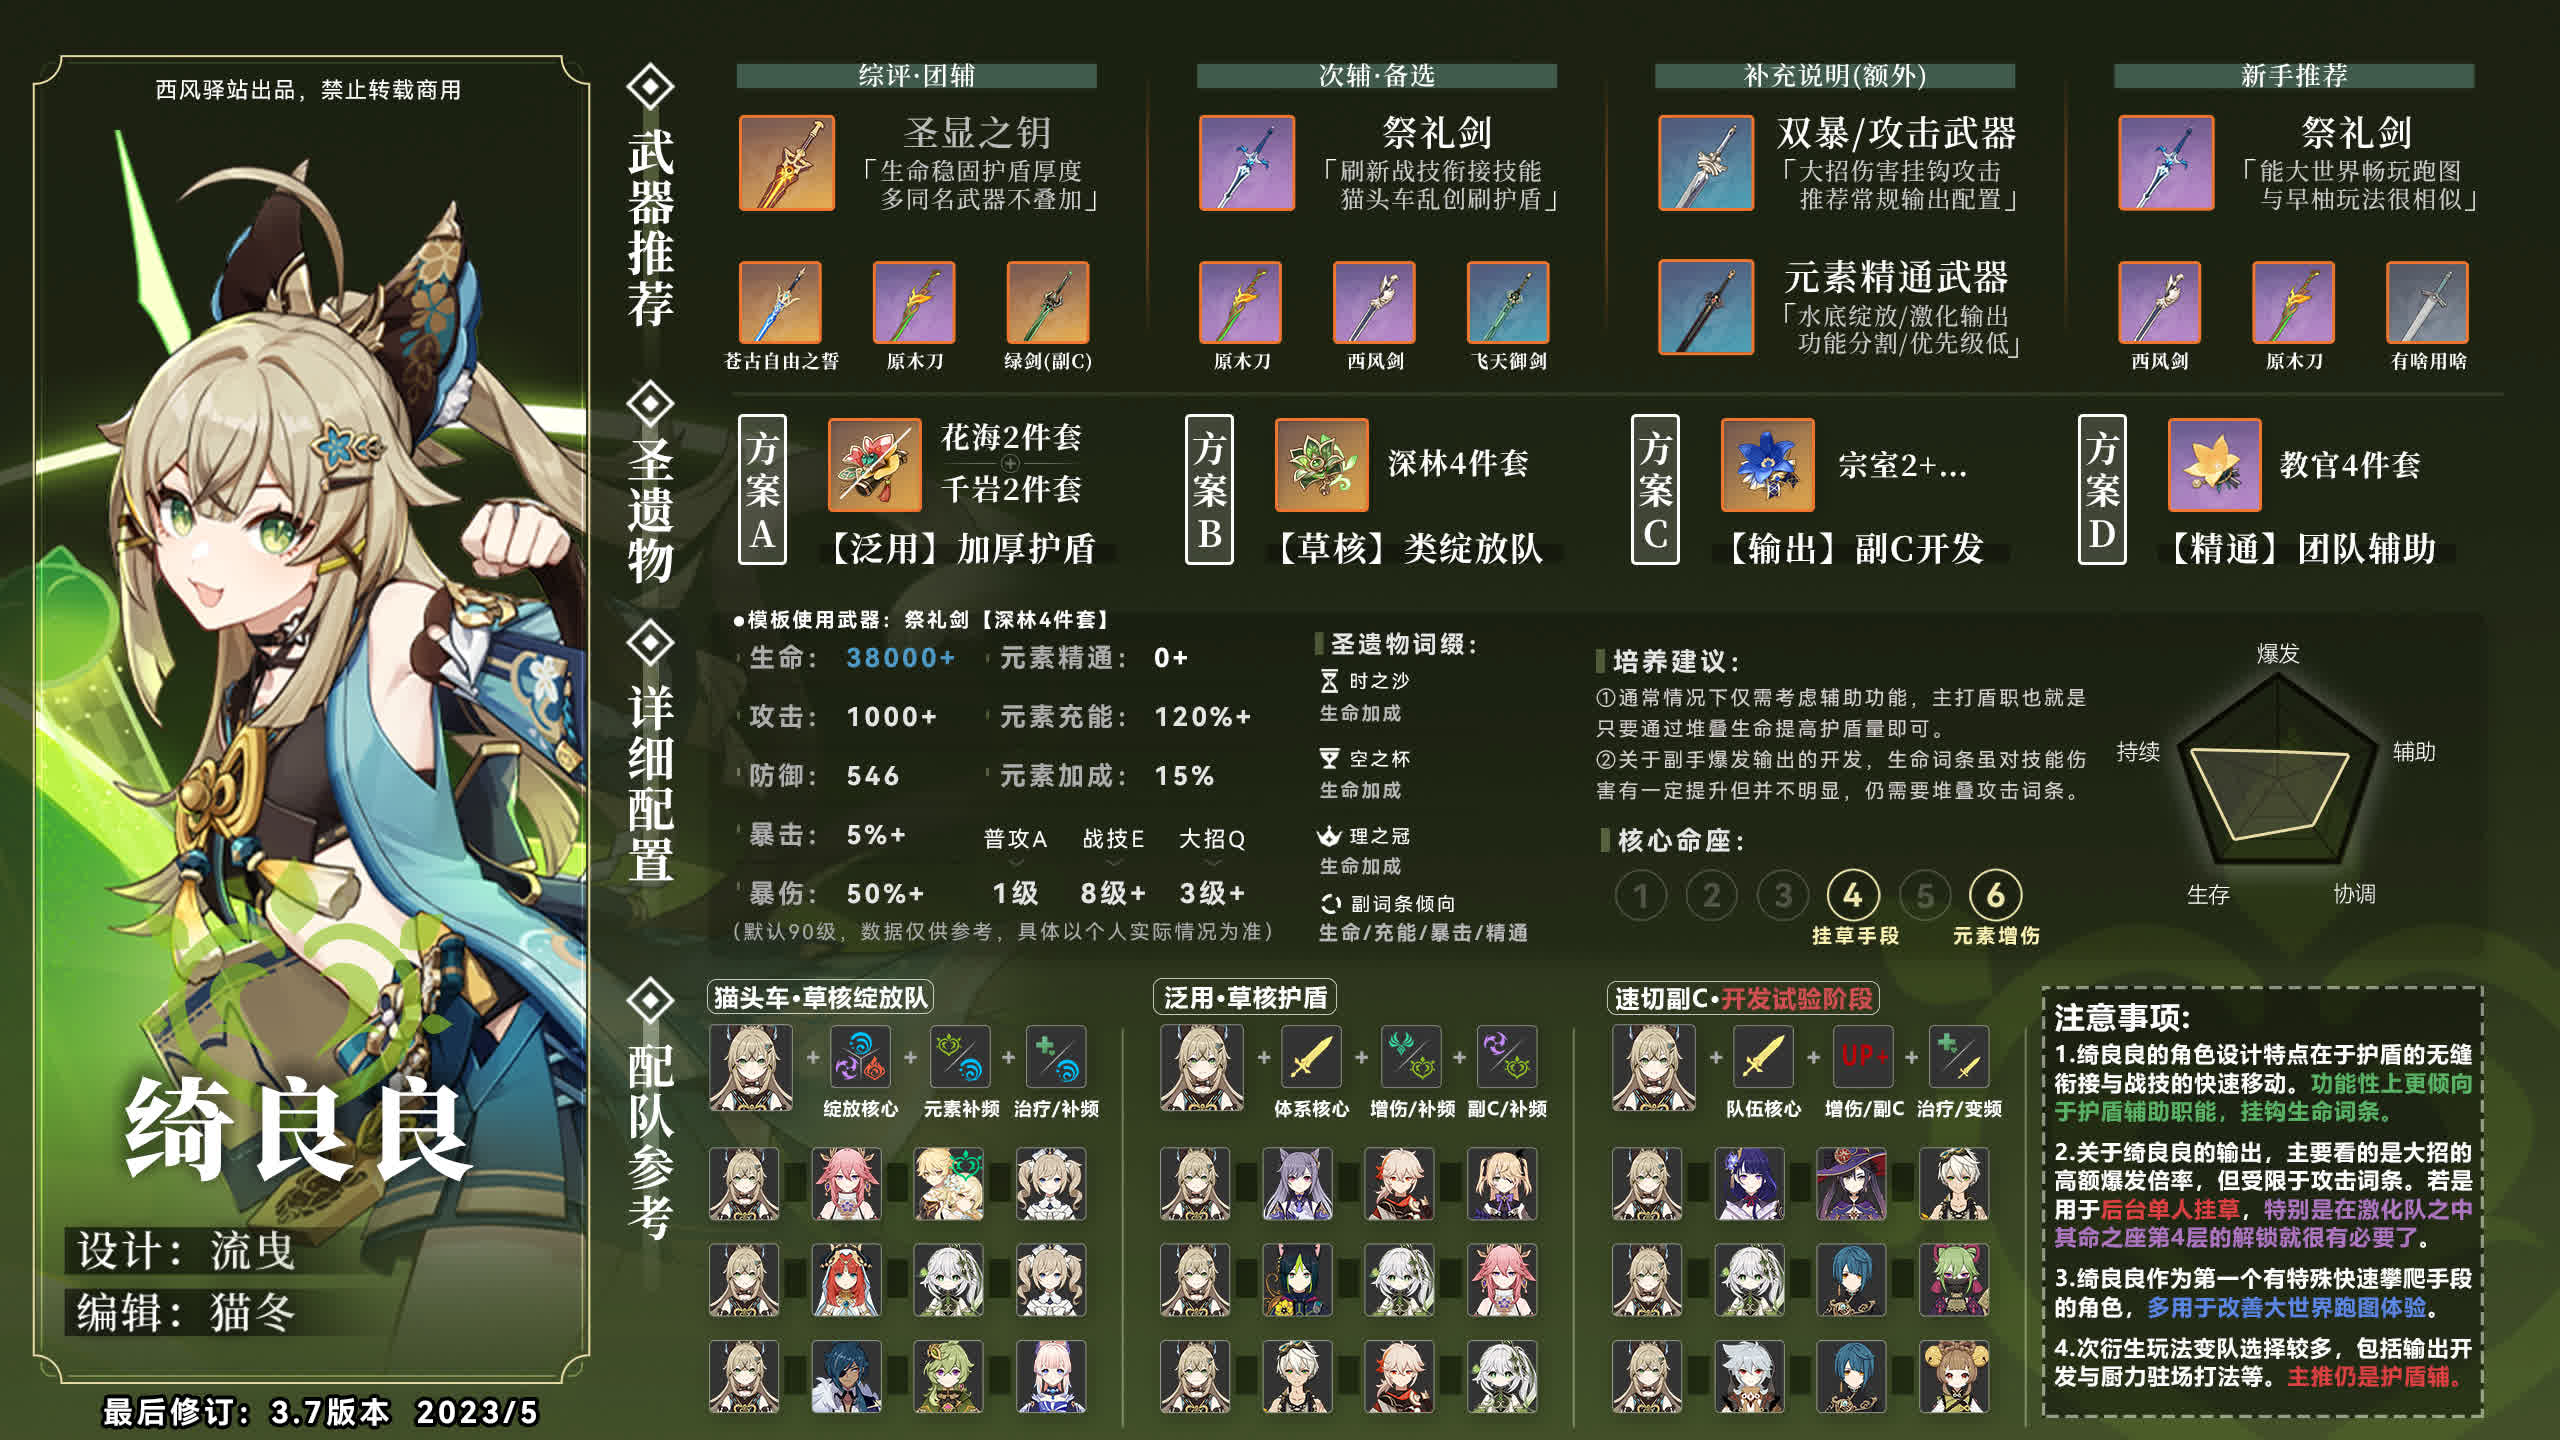 西风驿站出品，禁止转载商用
绮良良
设计：流曳
编辑：猫冬
最后修订：3.7版本 2023/5
武器推荐
综评·团辅
圣显之钥
「生命稳固护盾厚度
多同名武器不叠加」
苍古自由之誓
原木刀
绿剑(副C)
次辅·备选
祭礼剑
「刷新战技衔接技能
猫头车乱创刷护盾」
原木刀
西风剑
飞天御剑
补充说明(额外)
双暴/攻击武器
「大招伤害挂钩攻击
推荐常规输出配置」
元素精通武器
「水底绽放/激化输出
功能分割/优先级低」
新手推荐
祭礼剑
「能大世界畅玩跑图
与早柚玩法很相似」
西风剑
原木刀
有啥用啥
圣遗物
方案A
花海2件套
千岩2件套
【泛用】加厚护盾
方案B
深林4件套
【草核】类绽放队
方案C
宗室2+...
【输出】副C开发
方案D
教官4件套
【精通】团队辅助
详细配置
●模板使用武器：祭礼剑【深林4件套】
生命：38000+ 元素精通：0+
攻击：1000+ 元素充能：120%+
防御：546 元素加成：15%
暴击：5%+ 普攻A 战技E 大招Q
暴伤：50%+ 1级 8级+ 3级+
（默认90级，数据仅供参考，具体以个人实际情况为准）
圣遗物词缀：
时之沙
生命加成
空之杯
生命加成
理之冠
生命加成
副词条倾向
生命/充能/暴击/精通
培养建议：
①通常情况下仅需考虑辅助功能，主打盾职也就是
只要通过堆叠生命提高护盾量即可。
②关于副手爆发输出的开发，生命词条虽对技能伤
害有一定提升但并不明显，仍需要堆叠攻击词条。
核心命座：
1 2 3 4 5 6
挂草手段 元素增伤
爆发
持续
辅助
生存
协调
配队参考
猫头车·草核绽放队
+ + +
绽放核心 元素补频 治疗/补频
泛用·草核护盾
+ + +
体系核心 增伤/补频 副C/补频
速切副C·开发试验阶段
+ + UP+ +
队伍核心 增伤/副C 治疗/变频
注意事项:
1.绮良良的角色设计特点在于护盾的无缝
衔接与战技的快速移动。功能性上更倾向
于护盾辅助职能，挂钩生命词条。
2.关于绮良良的输出，主要看的是大招的
高额爆发倍率，但受限于攻击词条。若是
用于后台单人挂草，特别是在激化队之中
其命之座第4层的解锁就很有必要了。
3.绮良良作为第一个有特殊快速攀爬手段
的角色，多用于改善大世界跑图体验。
4.次衍生玩法变队选择较多，包括输出开
发与厨力驻场打法等。主推仍是护盾辅。